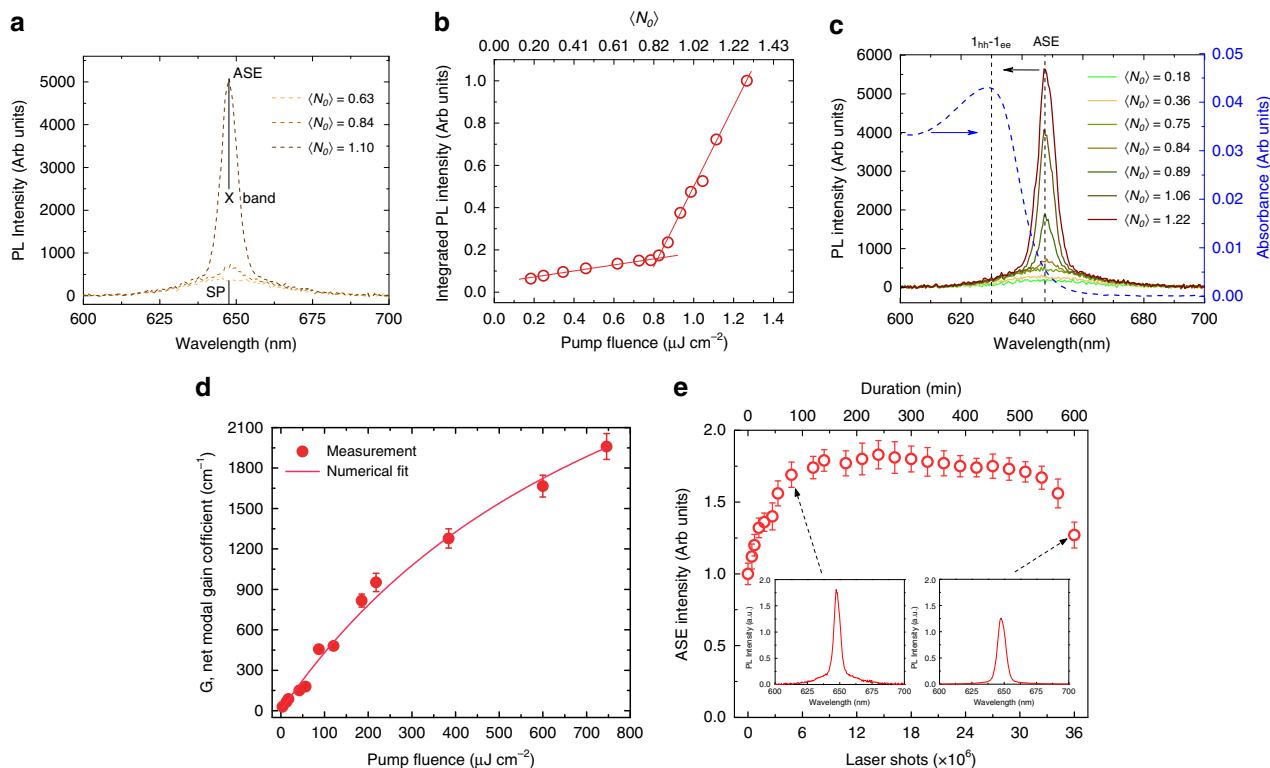 a
PL Intensity (Arb units)
5000
4000
3000
2000
1000
0
ASE
⟨N₀⟩ = 0.63
⟨N₀⟩ = 0.84
⟨N₀⟩ = 1.10
X band
SP
600 625 650 675 700
Wavelength (nm)
b
⟨N₀⟩
0.00 0.20 0.41 0.61 0.82 1.02 1.22 1.43
Integrated PL intensity (Arb units)
1.0
0.8
0.6
0.4
0.2
0.0
0.0 0.2 0.4 0.6 0.8 1.0 1.2 1.4
Pump fluence (μJ cm⁻²)
c
1hh-1ee ASE
PL intensity (Arb units)
6000
5000
4000
3000
2000
1000
0
⟨N₀⟩ = 0.18
⟨N₀⟩ = 0.36
⟨N₀⟩ = 0.75
⟨N₀⟩ = 0.84
⟨N₀⟩ = 0.89
⟨N₀⟩ = 1.06
⟨N₀⟩ = 1.22
0.05
0.04
0.03
0.02
0.01
0.00
Absorbance (Arb units)
600 620 640 660 680 700
Wavelength(nm)
d
G, net modal gain coefficient (cm⁻¹)
2100
1800
1500
1200
900
600
300
0
Measurement
Numerical fit
0 100 200 300 400 500 600 700 800
Pump fluence (μJ cm⁻²)
e
Duration (min)
0 100 200 300 400 500 600
ASE intensity (Arb units)
2.0
1.5
1.0
0.5
0.0
PL Intensity (a.u.)
2.0
1.5
1.0
0.5
0.0
600 625 650 675 700
Wavelength (nm)
PL Intensity (a.u.)
2.0
1.5
1.0
0.5
0.0
600 625 650 675 700
Wavelength (nm)
0 6 12 18 24 30 36
Laser shots (×10⁶)